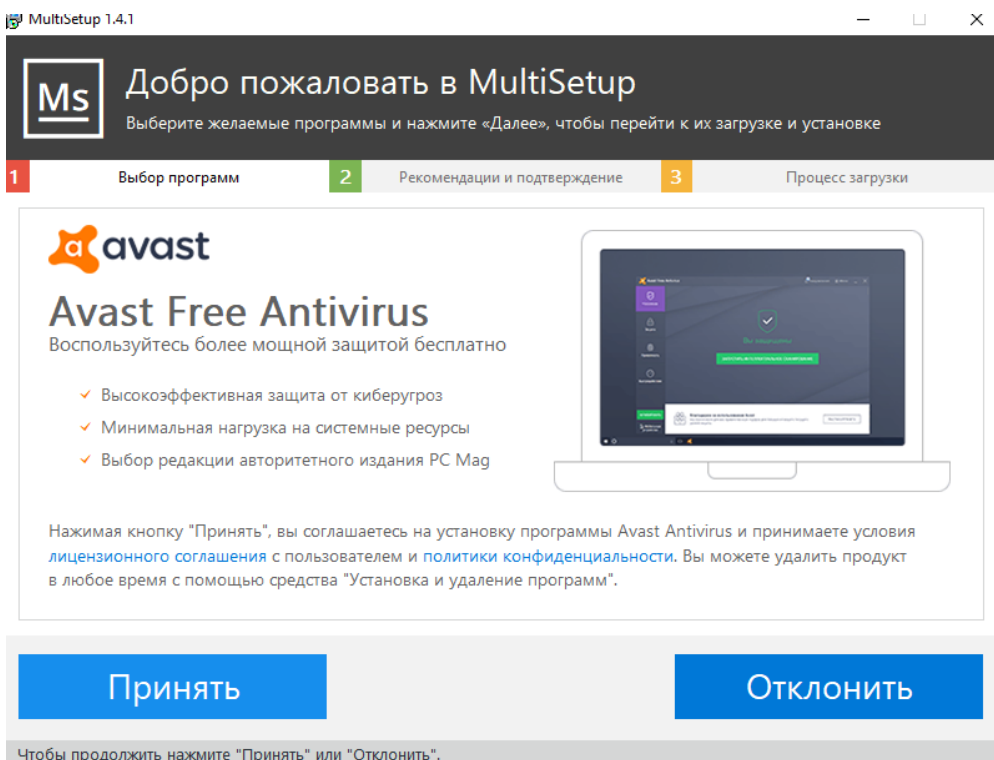 MultiSetup 1.4.1
Ms
Добро пожаловать в MultiSetup
Выберите желаемые программы и нажмите «Далее», чтобы перейти к их загрузке и установке
1 Выбор программ 2 Рекомендации и подтверждение 3 Процесс загрузки
avast
Avast Free Antivirus
Воспользуйтесь более мощной защитой бесплатно
Высокоэффективная защита от киберугроз
Минимальная нагрузка на системные ресурсы
Выбор редакции авторитетного издания PC Mag
Вы защищены
Нажимая кнопку "Принять", вы соглашаетесь на установку программы Avast Antivirus и принимаете условия
лицензионного соглашения с пользователем и политики конфиденциальности. Вы можете удалить продукт
в любое время с помощью средства "Установка и удаление программ".
Принять Отклонить
Чтобы продолжить нажмите "Принять" или "Отклонить".